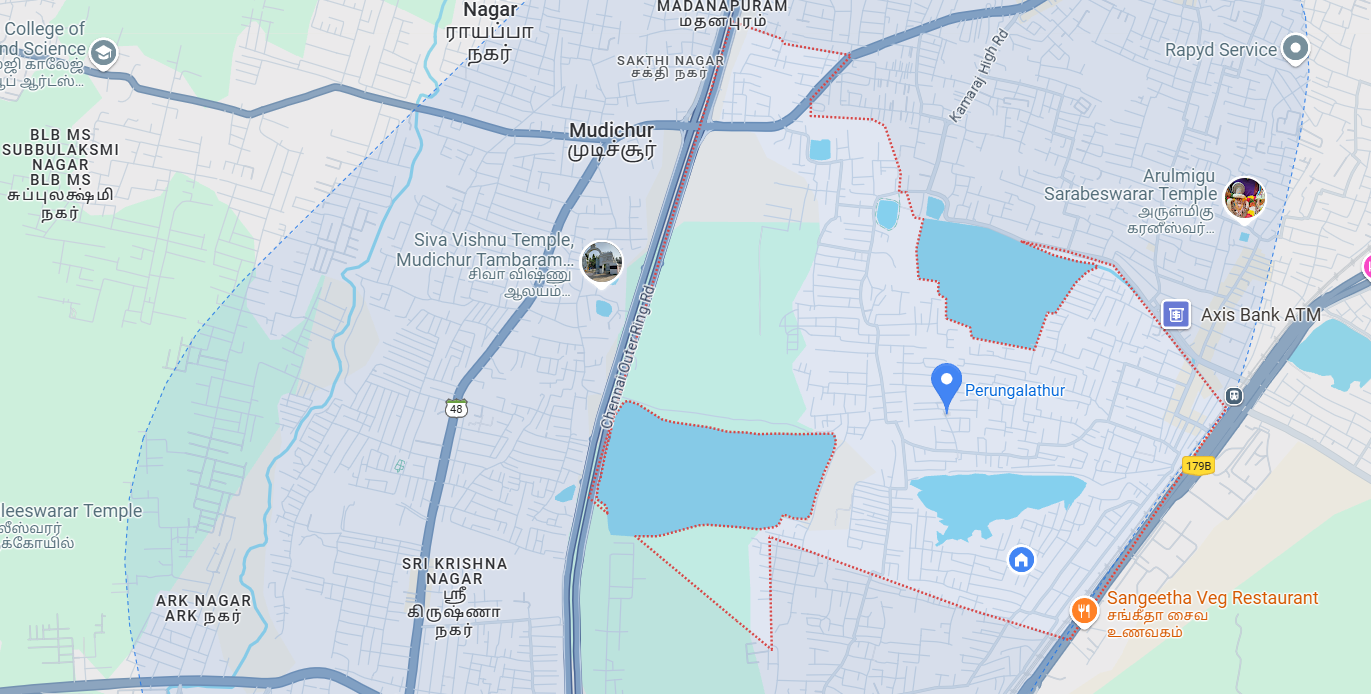 Nagar
ராயப்பா
நகர்
MADANAPURAM
மதனபுரம்
College of
nd Science
ஜி காலேஜ்
ப் ஆர்ட்ஸ்...
SAKTHI NAGAR
சக்தி நகர்
Kamaraj High Rd
Rapyd Service
BLB MS
SUBBULAKSMI
NAGAR
BLB MS
சுப்புலக்ஷ்மி
நகர்
Mudichur
முடிச்சூர்
Arulmigu
Sarabeswarar Temple
அருள்மிகு
கரனீஸ்வர்...
Siva Vishnu Temple,
Mudichur Tambaram...
சிவா விஷ்ணு
ஆலயம்...
Chennai Outer Ring Rd
Axis Bank ATM
Perungalathur
48
179B
leeswarar Temple
லீஸ்வரர்
க்கோயில்
SRI KRISHNA
NAGAR
ஸ்ரீ
கிருஷ்ணா
நகர்
ARK NAGAR
ARK நகர்
Sangeetha Veg Restaurant
சங்கீதா சைவ
உணவகம்